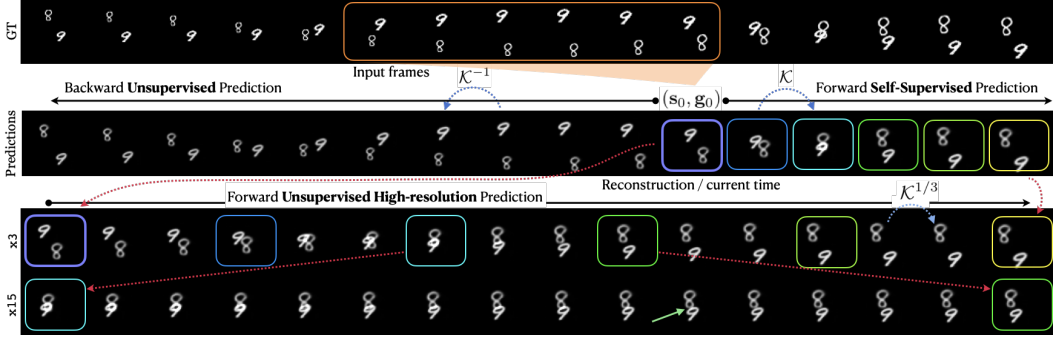 GT
Input frames
Backward Unsupervised Prediction
𝒦⁻¹
(s₀, g₀)
𝒦
Forward Self-Supervised Prediction
Predictions
Reconstruction / current time
Forward Unsupervised High-resolution Prediction
𝒦^{1/3}
x3
x15